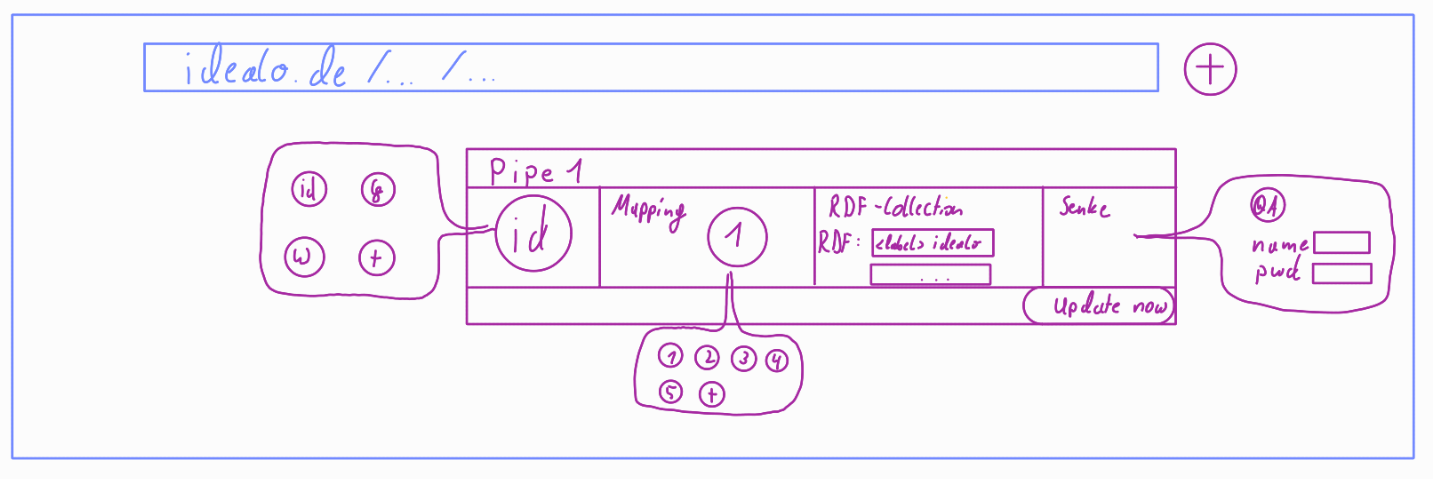 idealo.de /... /...
+
Pipe 1
id
w +
id
Mapping
1
RDF-Collection
RDF: <label> idealo
...
Senke
QA
name
pwd
Update now
1 2 3 4
5 +